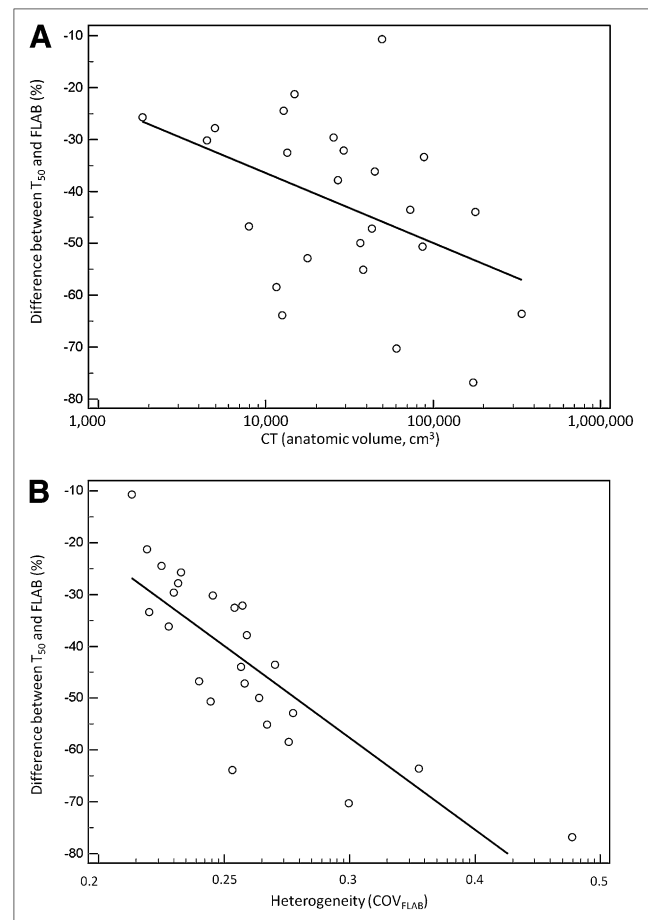 A
Difference between T50 and FLAB (%)
-10
-20
-30
-40
-50
-60
-70
-80
1,000 10,000 100,000 1,000,000
CT (anatomic volume, cm³)
B
Difference between T50 and FLAB (%)
-10
-20
-30
-40
-50
-60
-70
-80
0.2 0.25 0.3 0.4 0.5
Heterogeneity (COVFLAB)